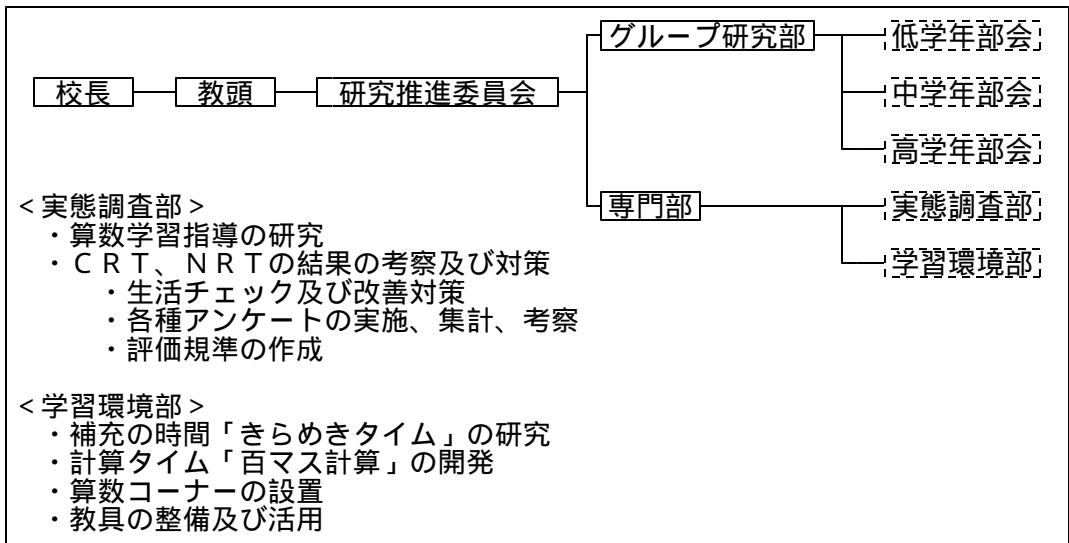 グループ研究部 低学年部会
校長 教頭 研究推進委員会 中学年部会
高学年部会
<実態調査部> 専門部 実態調査部
・算数学習指導の研究
・CRT、NRTの結果の考察及び対策 学習環境部
・生活チェック及び改善対策
・各種アンケートの実施、集計、考察
・評価規準の作成
<学習環境部>
・補充の時間「きらめきタイム」の研究
・計算タイム「百マス計算」の開発
・算数コーナーの設置
・教具の整備及び活用